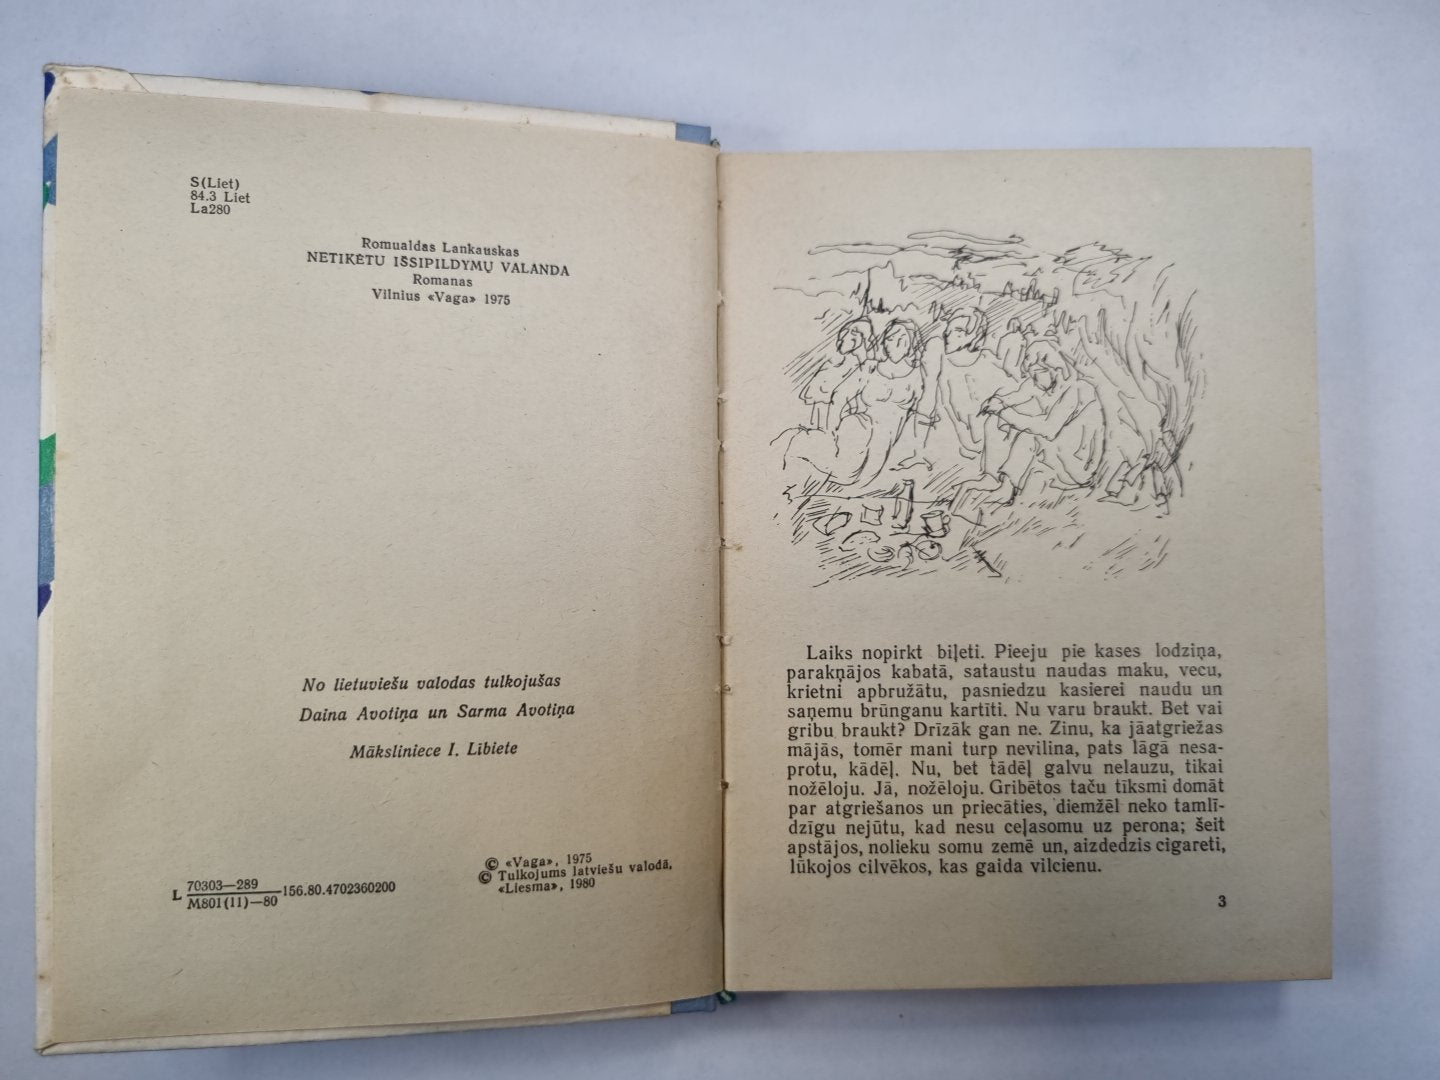 S(Liet)
84.3 Liet
La280
Romualdas Lankauskas
NETIKĖTU IŠSIPILDYMŲ VALANDA
Romanas
Vilnius «Vaga» 1975
No lietuviešu valodas tulkojušas
Daina Avotiņa un Sarma Avotiņa
Māksliniece I. Lībiete
L 70303—289
M801(11)—80
156.80.4702360200
© «Vaga», 1975
© Tulkojums latviešu valodā,
«Liesma», 1980
Laiks nopirkt biļeti. Pieeju pie kases lodziņa,
parakņājos kabatā, sataustu naudas maku, vecu,
krietni apbružātu, pasniedzu kasierei naudu un
saņemu brūnganu kartīti. Nu varu braukt. Bet vai
gribu braukt? Drīzāk gan ne. Zinu, ka jāatgriežas
mājās, tomēr mani turp nevilina, pats lāgā nesa-
protu, kādēļ. Nu, bet tādēļ galvu nelauzu, tikai
nožēloju. Jā, nožēloju. Gribētos taču tīksmi domāt
par atgriešanos un priecāties, diemžēl neko tamlī-
dzīgu nejūtu, kad nesu ceļasomu uz perona; šeit
apstājos, nolieku somu zemē un, aizdedzis cigareti,
lūkojos cilvēkos, kas gaida vilcienu.
3